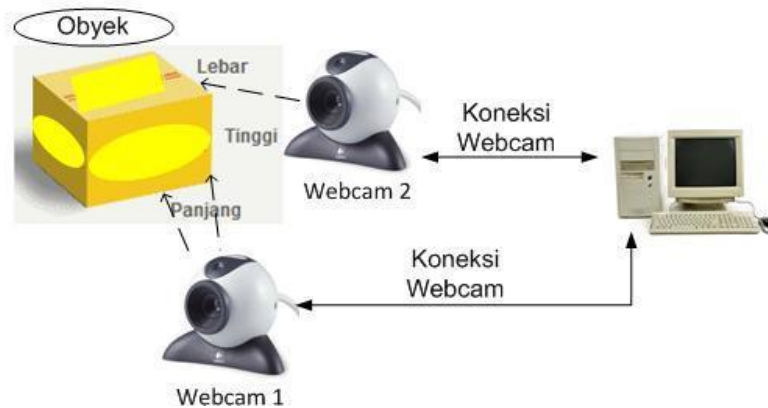 Obyek
Lebar
Tinggi
Panjang
Webcam 2
Koneksi
Webcam
Koneksi
Webcam
Webcam 1